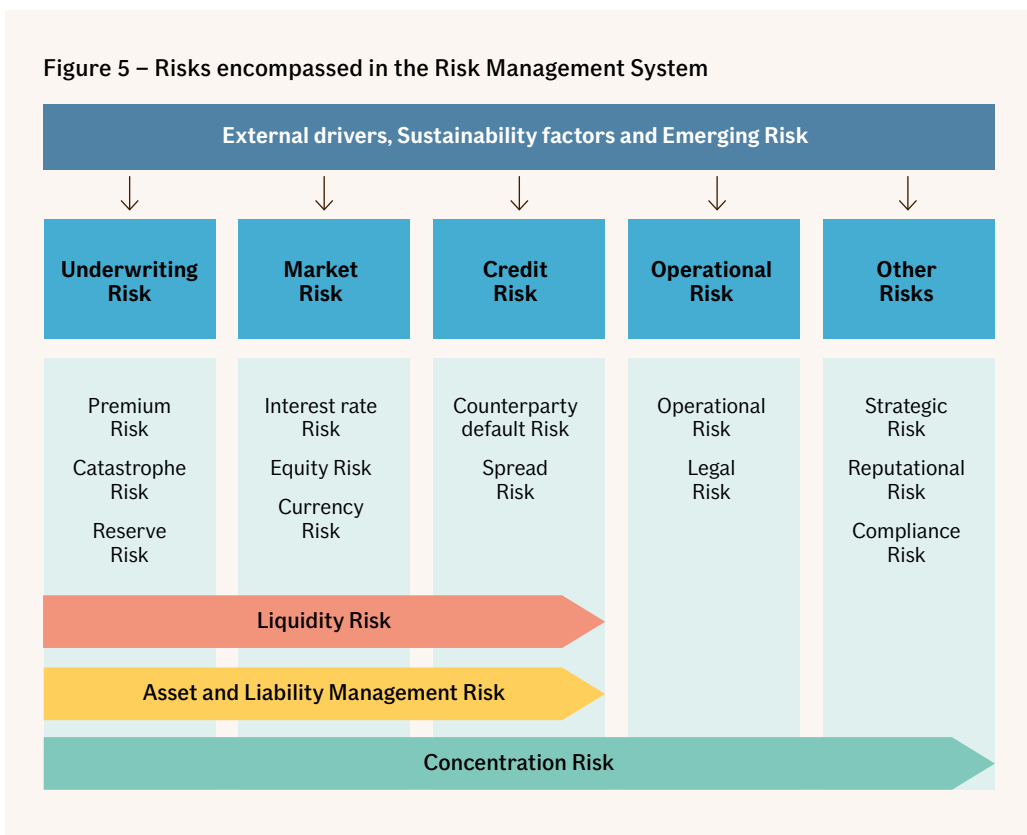 Figure 5 – Risks encompassed in the Risk Management System
External drivers, Sustainability factors and Emerging Risk
Underwriting
Risk
Market
Risk
Credit
Risk
Operational
Risk
Other
Risks
Premium
Risk
Catastrophe
Risk
Reserve
Risk
Interest rate
Risk
Equity Risk
Currency
Risk
Counterparty
default Risk
Spread
Risk
Operational
Risk
Legal
Risk
Strategic
Risk
Reputational
Risk
Compliance
Risk
Liquidity Risk
Asset and Liability Management Risk
Concentration Risk